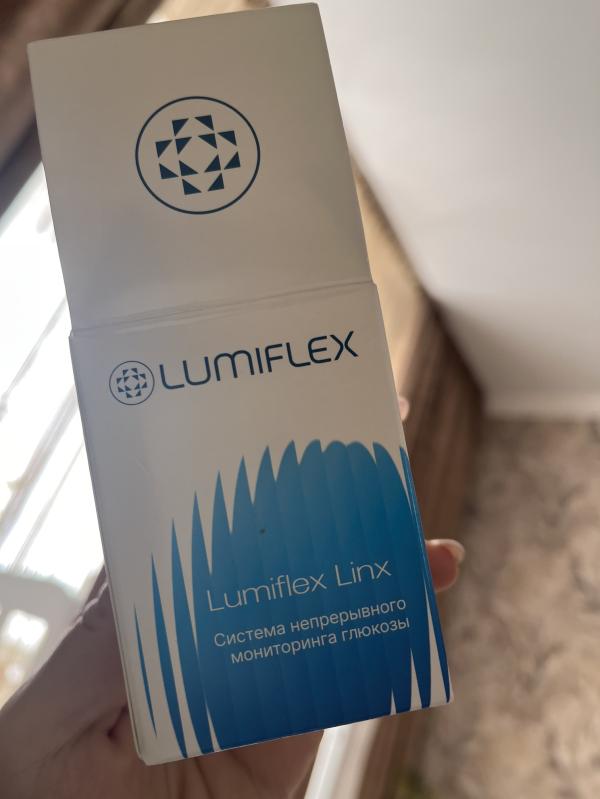 LUMIFLEX
Lumiflex Linx
Система непрерывного
мониторинга глюкозы